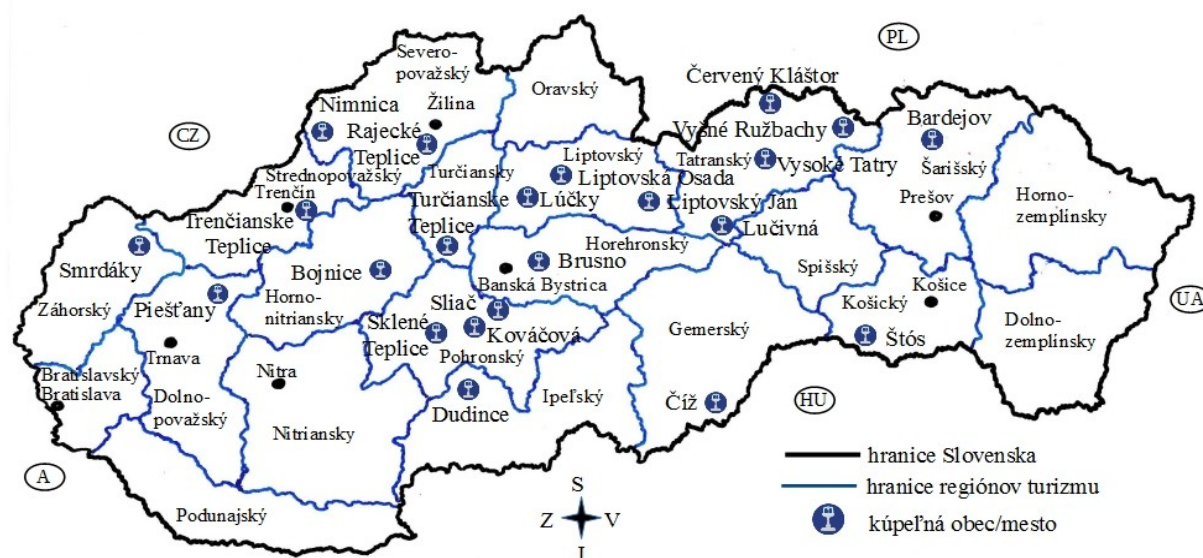 PL
Severo-
považský
Červený Kláštor
Oravský
Nimnica
Žilina
CZ
Rajecké
Teplice
Vyšné Ružbachy
Bardejov
Strednopovažský
Turčiansky
Liptovský
Tatranský
Vysoké Tatry
Šarišský
Trenčín
Liptovska Osada
Prešov
Horno-
zemplínsky
Trenčianske
Teplice
Turčianske
Teplice
Lúčky
Liptovský Ján
Lučivná
Smrdáky
Bojnice
Horehronský
Brusno
Banská Bystrica
Spišský
Záhorský
Piešťany
Horno-
nitriansky
Sliač
Košický
Košice
UA
Sklené
Teplice
Kováčová
Gemerský
Dolno-
zemplínsky
Trnava
Pohronský
Štós
Bratislavský
Bratislava
Nitra
Dolno-
považský
Dudince
Ipeľský
Číž
HU
Nitriansky
A
hranice Slovenska
hranice regiónov turizmu
kúpeľná obec/mesto
Podunajský
S
Z
V
J